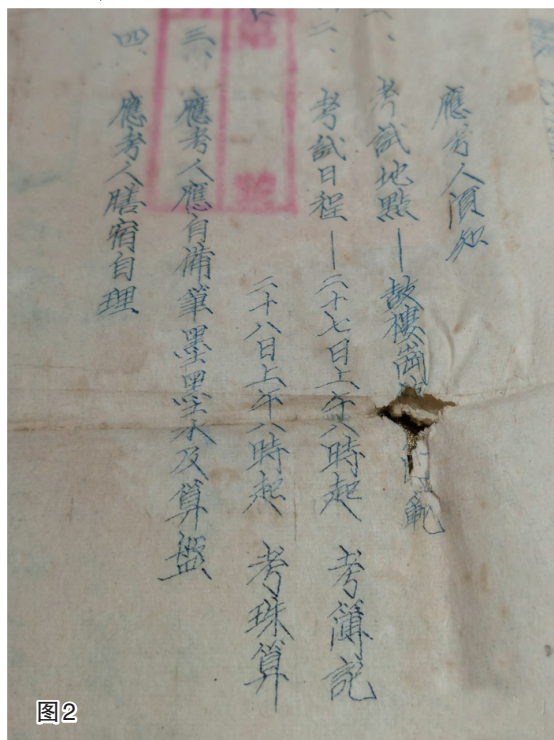 應考人須知
一、考試地點—鼓樓崗範
二、考試日程—二十七日上午八時起 考簿記
二十八日上午八時起 考珠算
三、應考人應自備筆墨墨水及算盤
四、應考人膳宿自理
图2